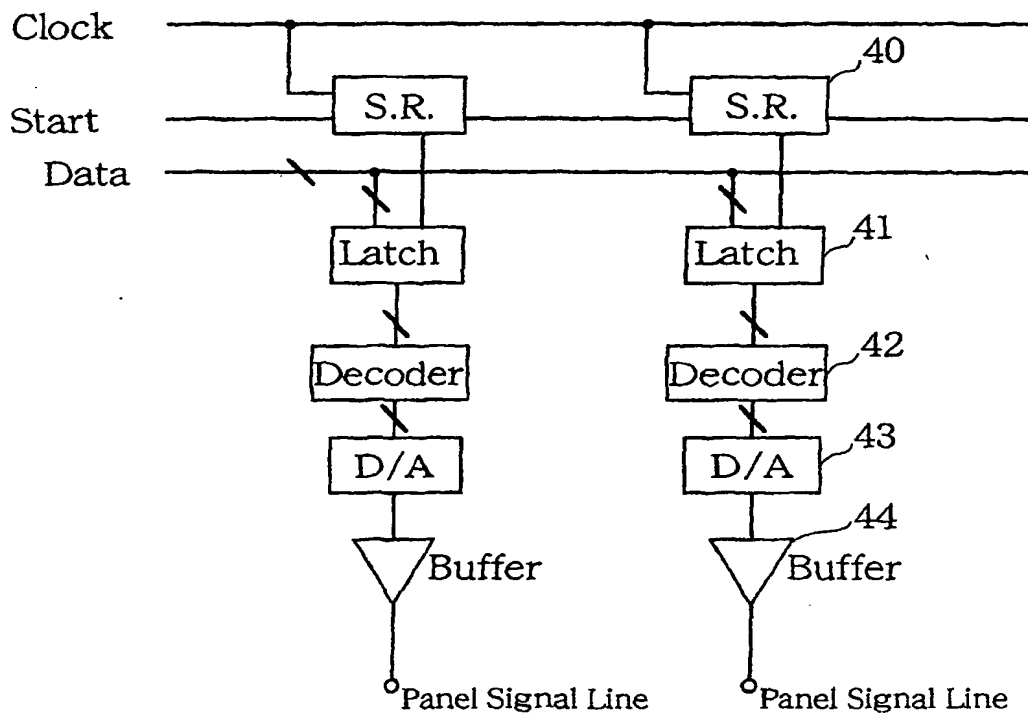 Clock
40
S.R. S.R.
Start
Data
41
Latch Latch
42
Decoder Decoder
43
D/A D/A
44
Buffer Buffer
Panel Signal Line Panel Signal Line